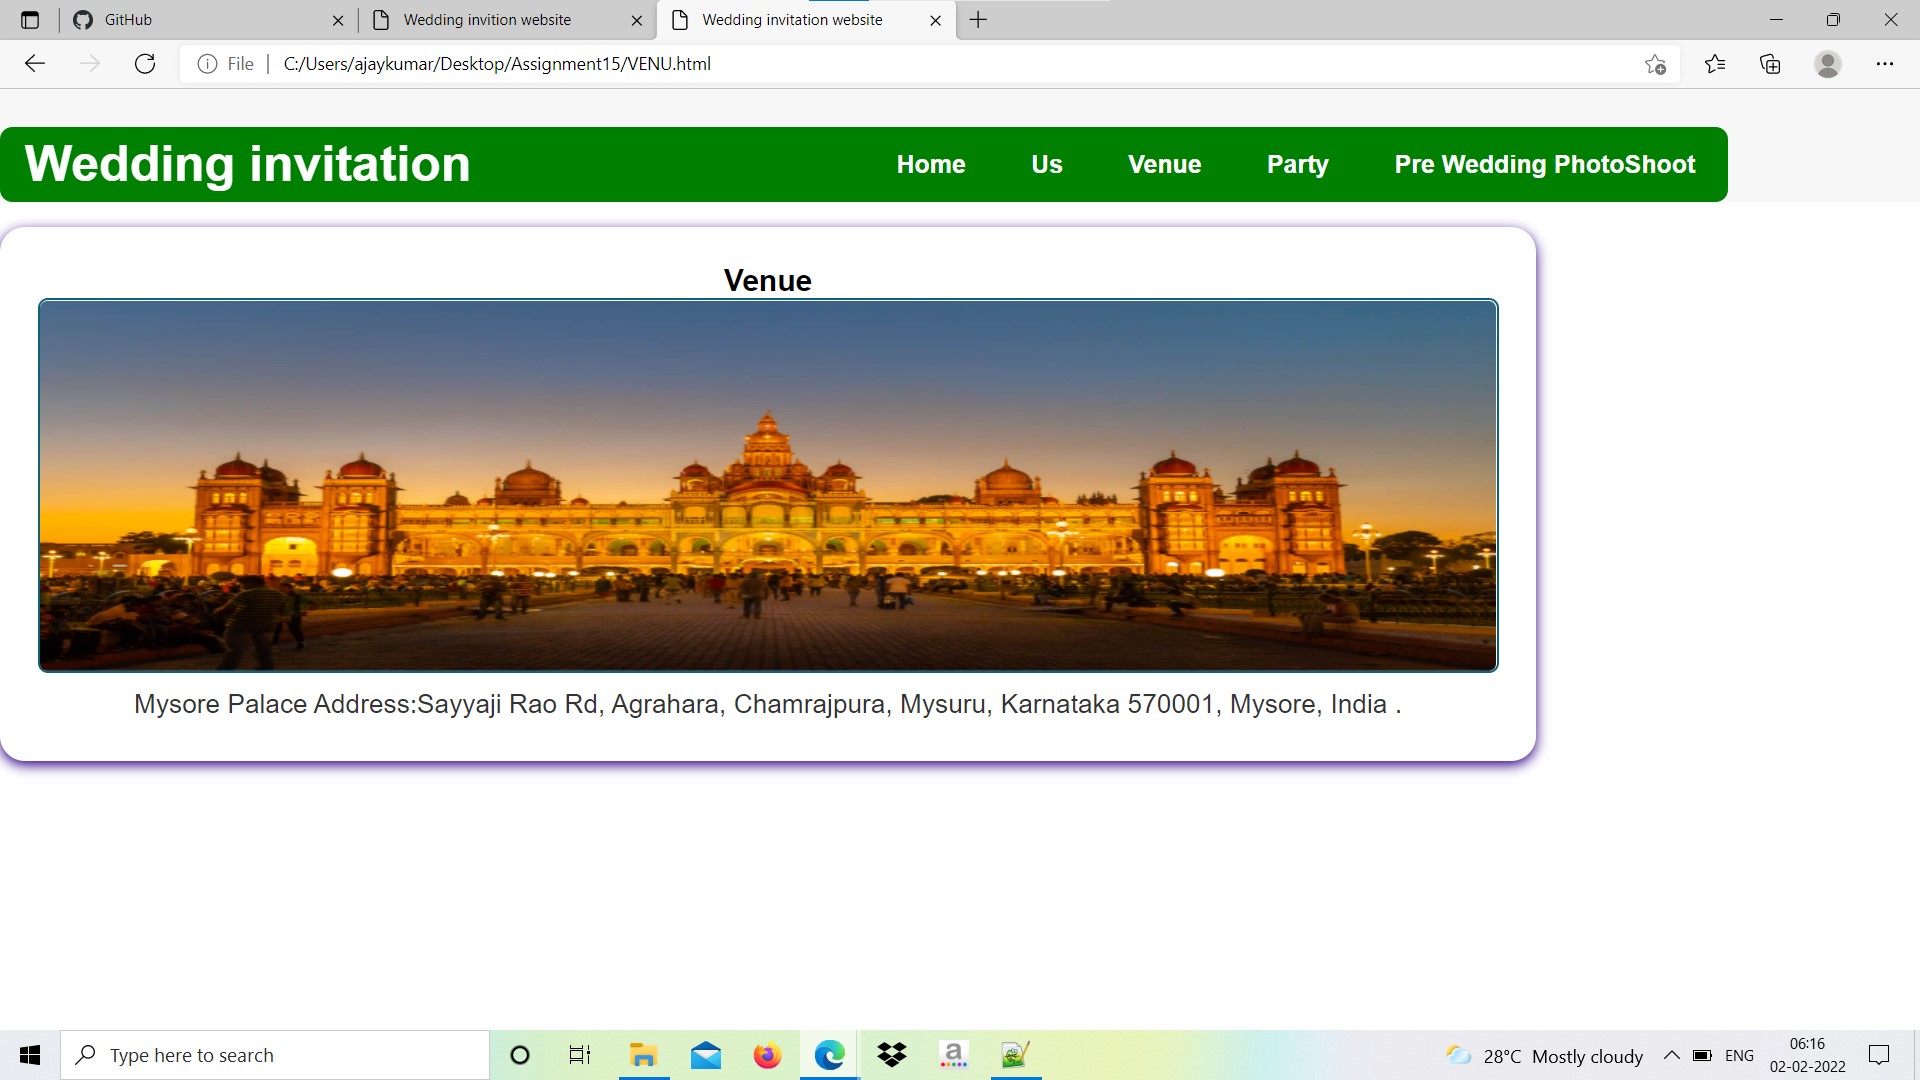 GitHub
Wedding invition website
Wedding invitation website
File
C:/Users/ajaykumar/Desktop/Assignment15/VENU.html
Wedding invitation
Home Us Venue Party Pre Wedding PhotoShoot
Venue
Mysore Palace Address:Sayyaji Rao Rd, Agrahara, Chamrajpura, Mysuru, Karnataka 570001, Mysore, India .
Type here to search
a
28°C Mostly cloudy
ENG
06:16
02-02-2022